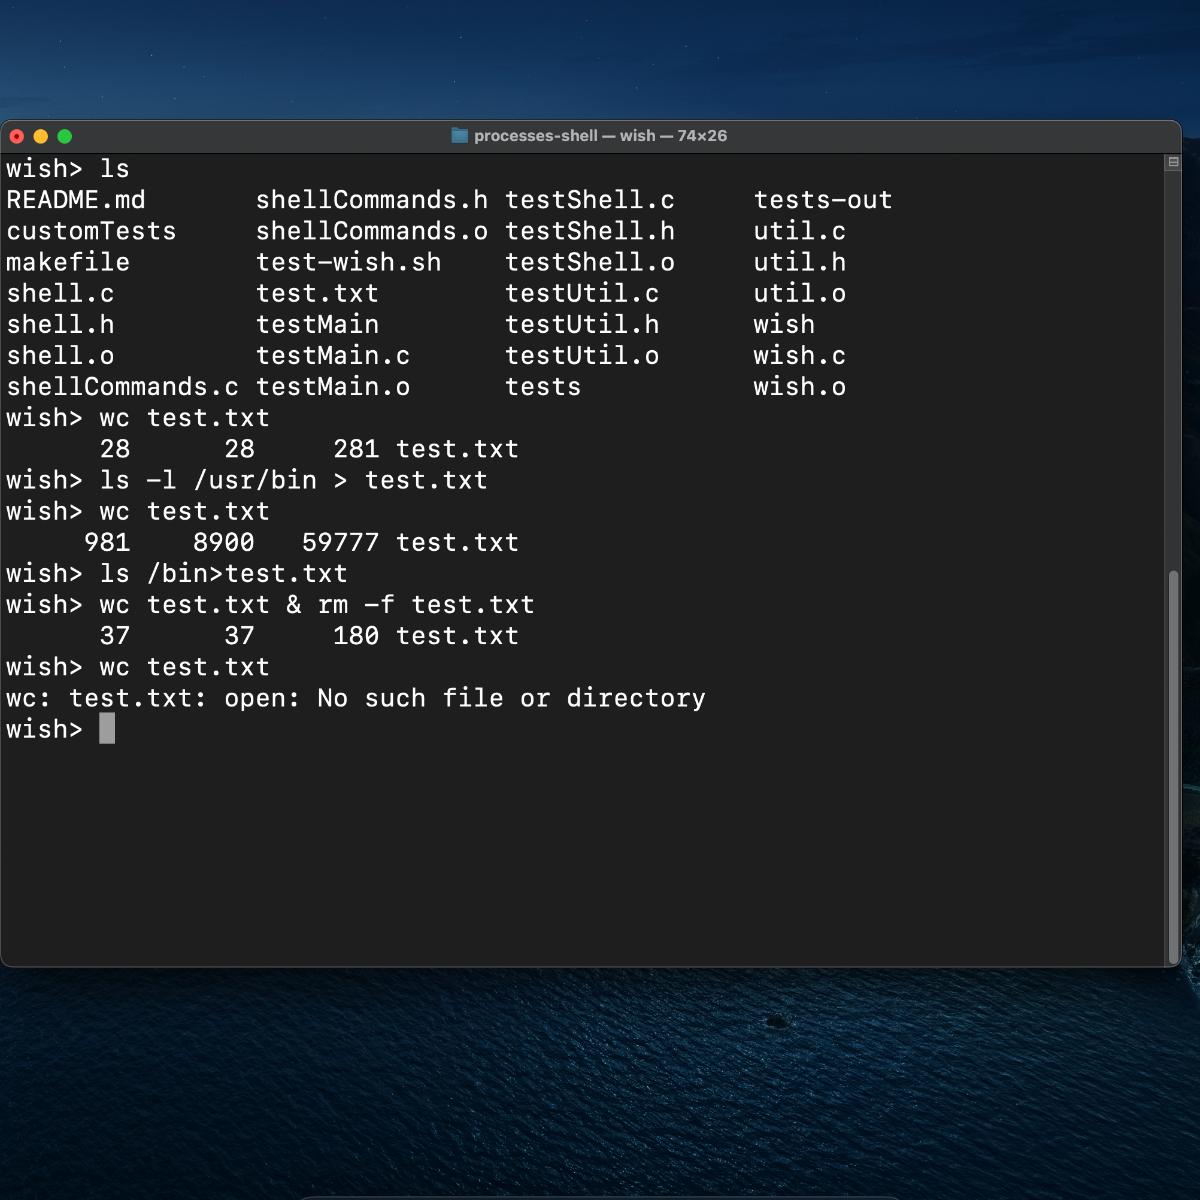 processes-shell — wish — 74×26
wish> ls
README.md       shellCommands.h testShell.c     tests-out
customTests     shellCommands.o testShell.h     util.c
makefile        test-wish.sh    testShell.o     util.h
shell.c         test.txt        testUtil.c      util.o
shell.h         testMain        testUtil.h      wish
shell.o         testMain.c      testUtil.o      wish.c
shellCommands.c testMain.o      tests           wish.o
wish> wc test.txt
      28      28     281 test.txt
wish> ls -l /usr/bin > test.txt
wish> wc test.txt
     981    8900   59777 test.txt
wish> ls /bin>test.txt
wish> wc test.txt & rm -f test.txt
      37      37     180 test.txt
wish> wc test.txt
wc: test.txt: open: No such file or directory
wish>